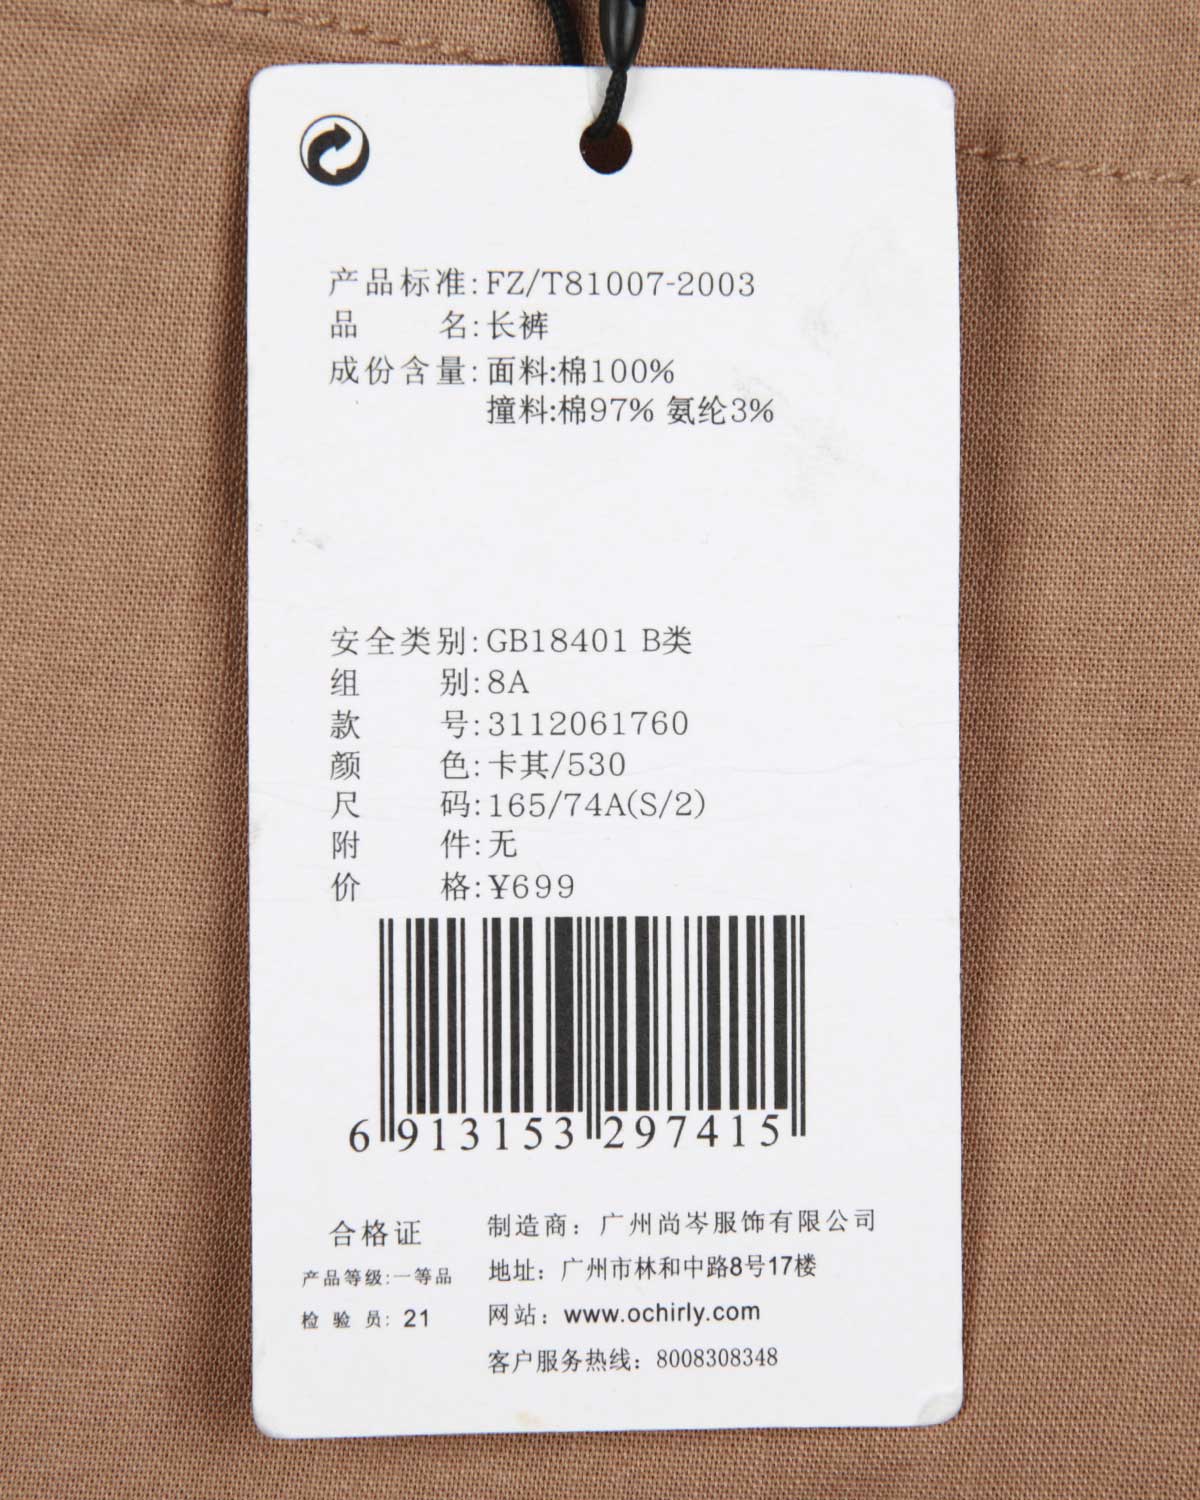 产品标准:FZ/T81007-2003
品 名:长裤
成份含量:面料:棉100%
撞料:棉97% 氨纶3%
安全类别:GB18401 B类
组 别:8A
款 号:3112061760
颜 色:卡其/530
尺 码:165/74A(S/2)
附 件:无
价 格:¥699
6 913153 297415
合格证
产品等级:一等品
检 验 员: 21
制造商: 广州尚岑服饰有限公司
地址: 广州市林和中路8号17楼
网站: www.ochirly.com
客户服务热线: 8008308348